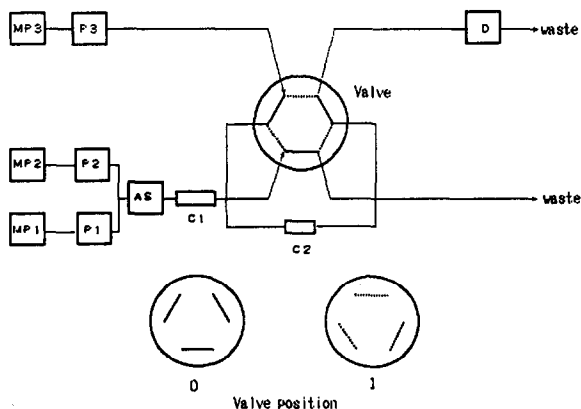 MP3 P3 D waste
Valve
MP2 P2
AS
C1
waste
MP1 P1
C2
0 1
Valve position